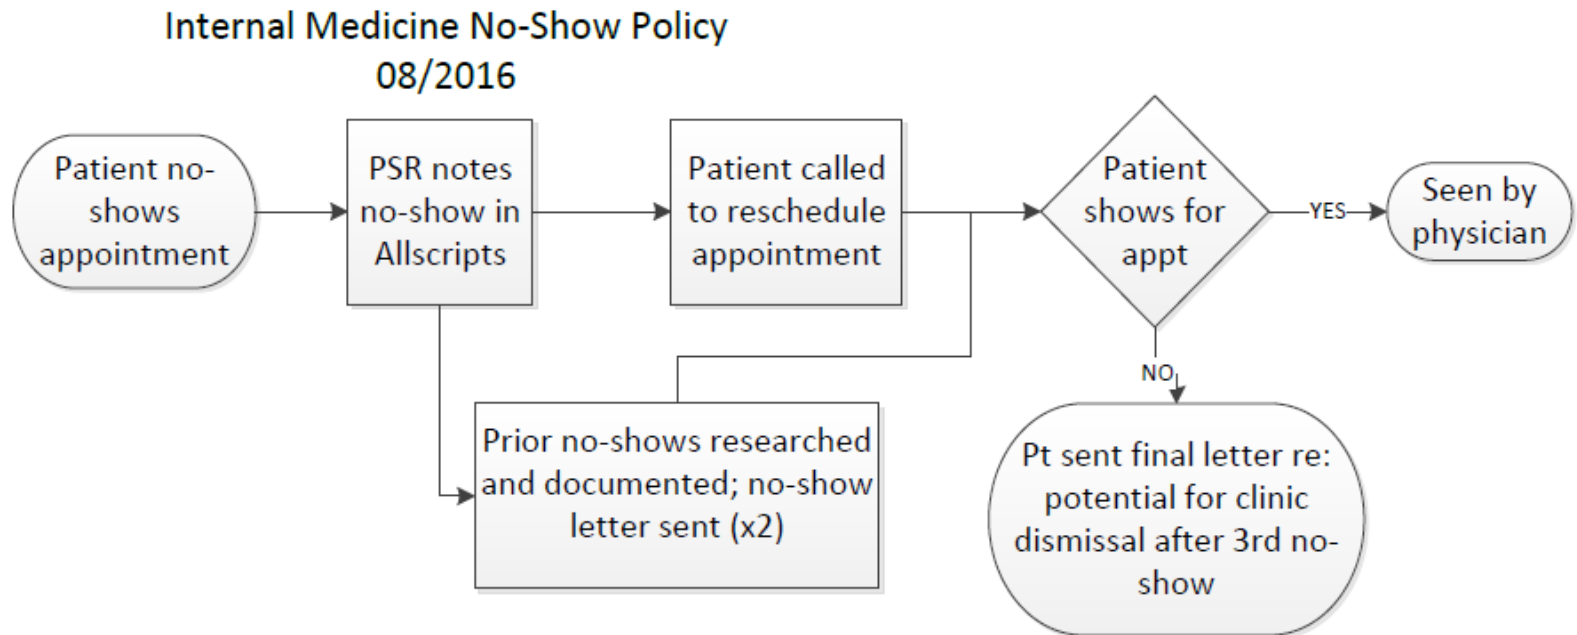 Internal Medicine No-Show Policy
08/2016
Patient no-
shows
appointment
PSR notes
no-show in
Allscripts
Patient called
to reschedule
appointment
Patient
shows for
appt
YES
Seen by
physician
NO
Prior no-shows researched
and documented; no-show
letter sent (x2)
Pt sent final letter re:
potential for clinic
dismissal after 3rd no-
show